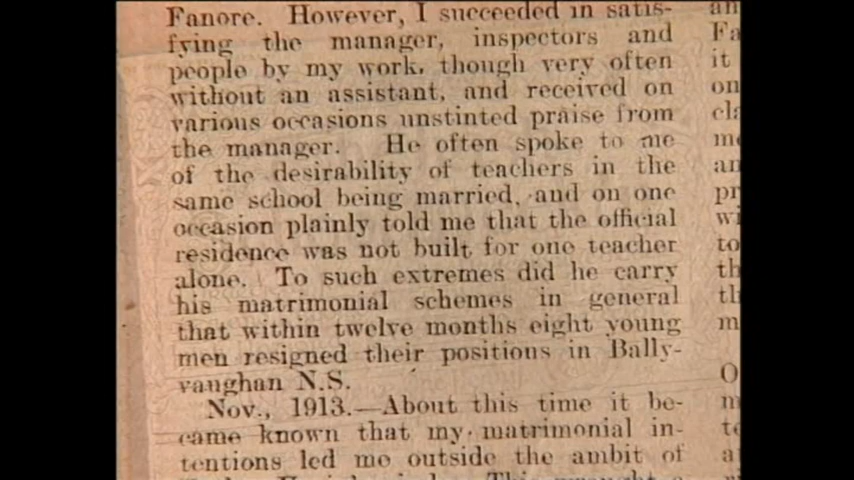 Fanore. However, I succeeded in satis-
fying the manager, inspectors and
people by my work, though very often
without an assistant, and received on
various occasions unstinted praise from
the manager. He often spoke to me
of the desirability of teachers in the
same school being married, and on one
occasion plainly told me that the official
residence was not built for one teacher
alone. To such extremes did he carry
his matrimonial schemes in general
that within twelve months eight young
men resigned their positions in Bally-
vaughan N.S.
Nov., 1913.—About this time it be-
came known that my matrimonial in-
tentions led me outside the ambit of